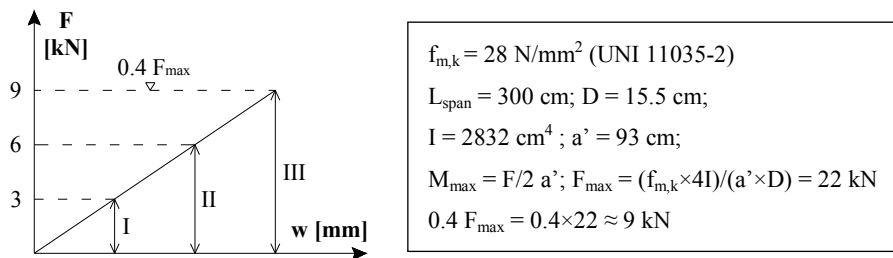 F
[kN]
0.4 Fmax
9
6
3
I
II
III
w [mm]
fm,k = 28 N/mm² (UNI 11035-2)
Lspan = 300 cm; D = 15.5 cm;
I = 2832 cm⁴ ; a’ = 93 cm;
Mmax = F/2 a’; Fmax = (fm,k×4I)/(a’×D) = 22 kN
0.4 Fmax = 0.4×22 ≈ 9 kN